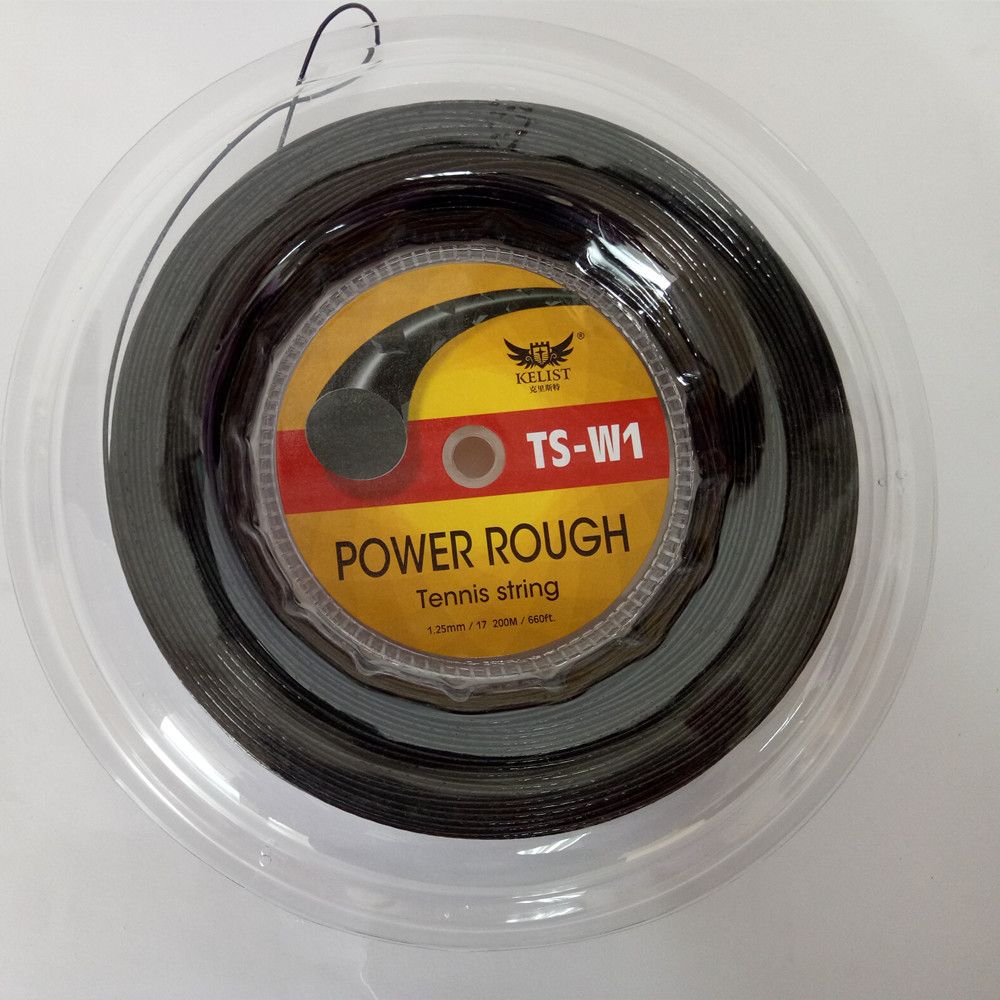 ®
KELIST
克里斯特
TS-W1
POWER ROUGH
Tennis string
1.25mm / 17 200M / 660ft.